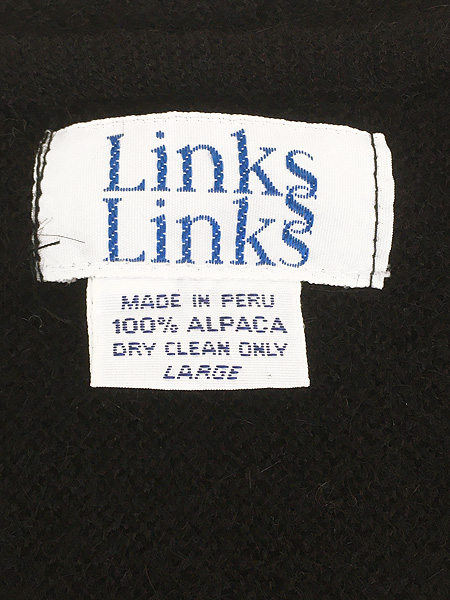 Links
Links
MADE IN PERU
100% ALPACA
DRY CLEAN ONLY
LARGE